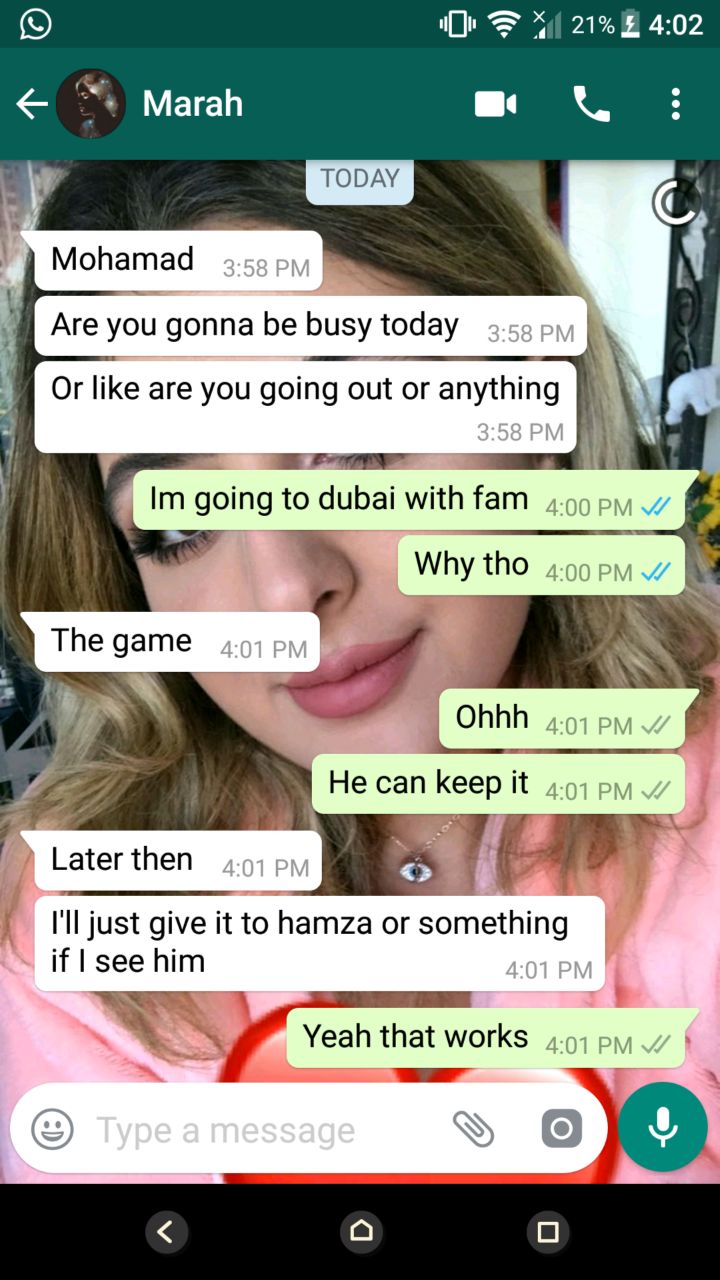 21% 4:02
Marah
TODAY
Mohamad 3:58 PM
Are you gonna be busy today 3:58 PM
Or like are you going out or anything
3:58 PM
Im going to dubai with fam 4:00 PM
Why tho 4:00 PM
The game 4:01 PM
Ohhh 4:01 PM
He can keep it 4:01 PM
Later then 4:01 PM
I'll just give it to hamza or something
if I see him 4:01 PM
Yeah that works 4:01 PM
Type a message